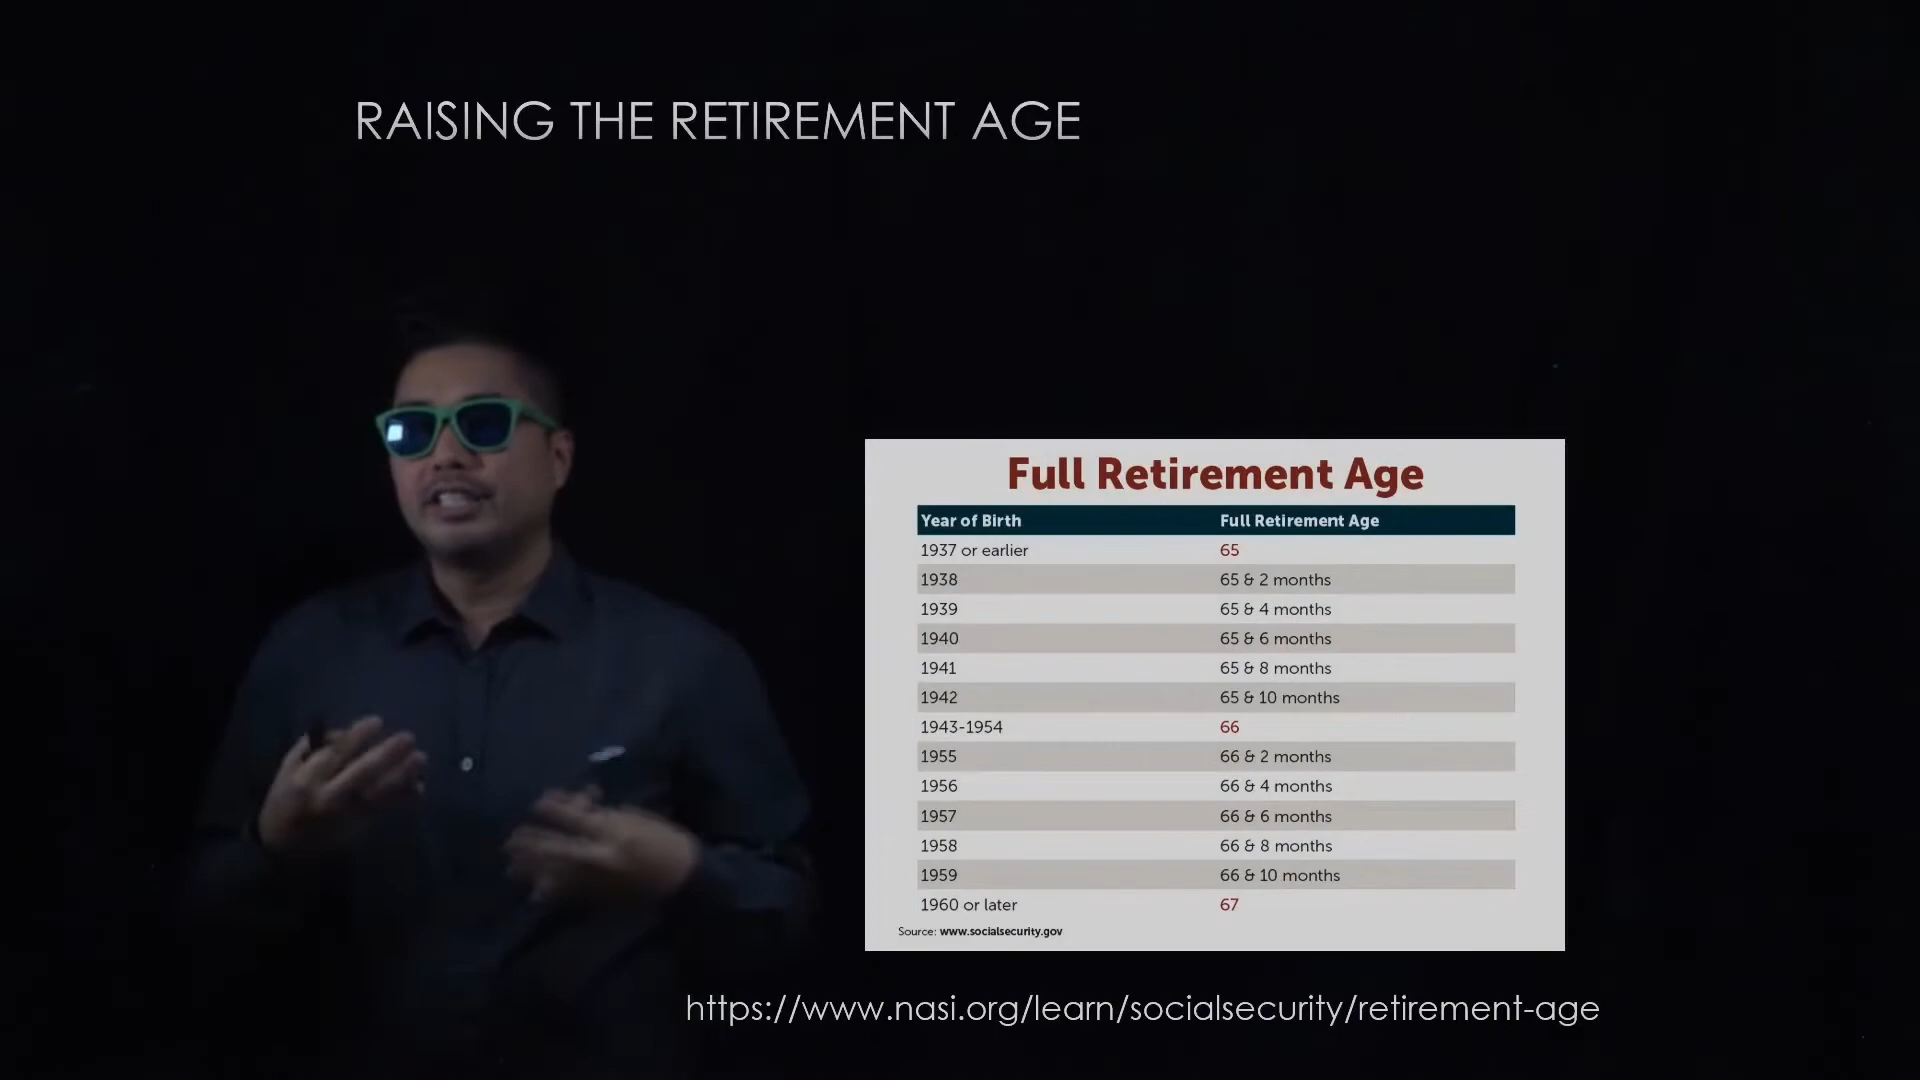 RAISING THE RETIREMENT AGE
Full Retirement Age
Year of Birth Full Retirement Age
1937 or earlier 65
1938 65 & 2 months
1939 65 & 4 months
1940 65 & 6 months
1941 65 & 8 months
1942 65 & 10 months
1943-1954 66
1955 66 & 2 months
1956 66 & 4 months
1957 66 & 6 months
1958 66 & 8 months
1959 66 & 10 months
1960 or later 67
Source: www.socialsecurity.gov
https://www.nasi.org/learn/socialsecurity/retirement-age